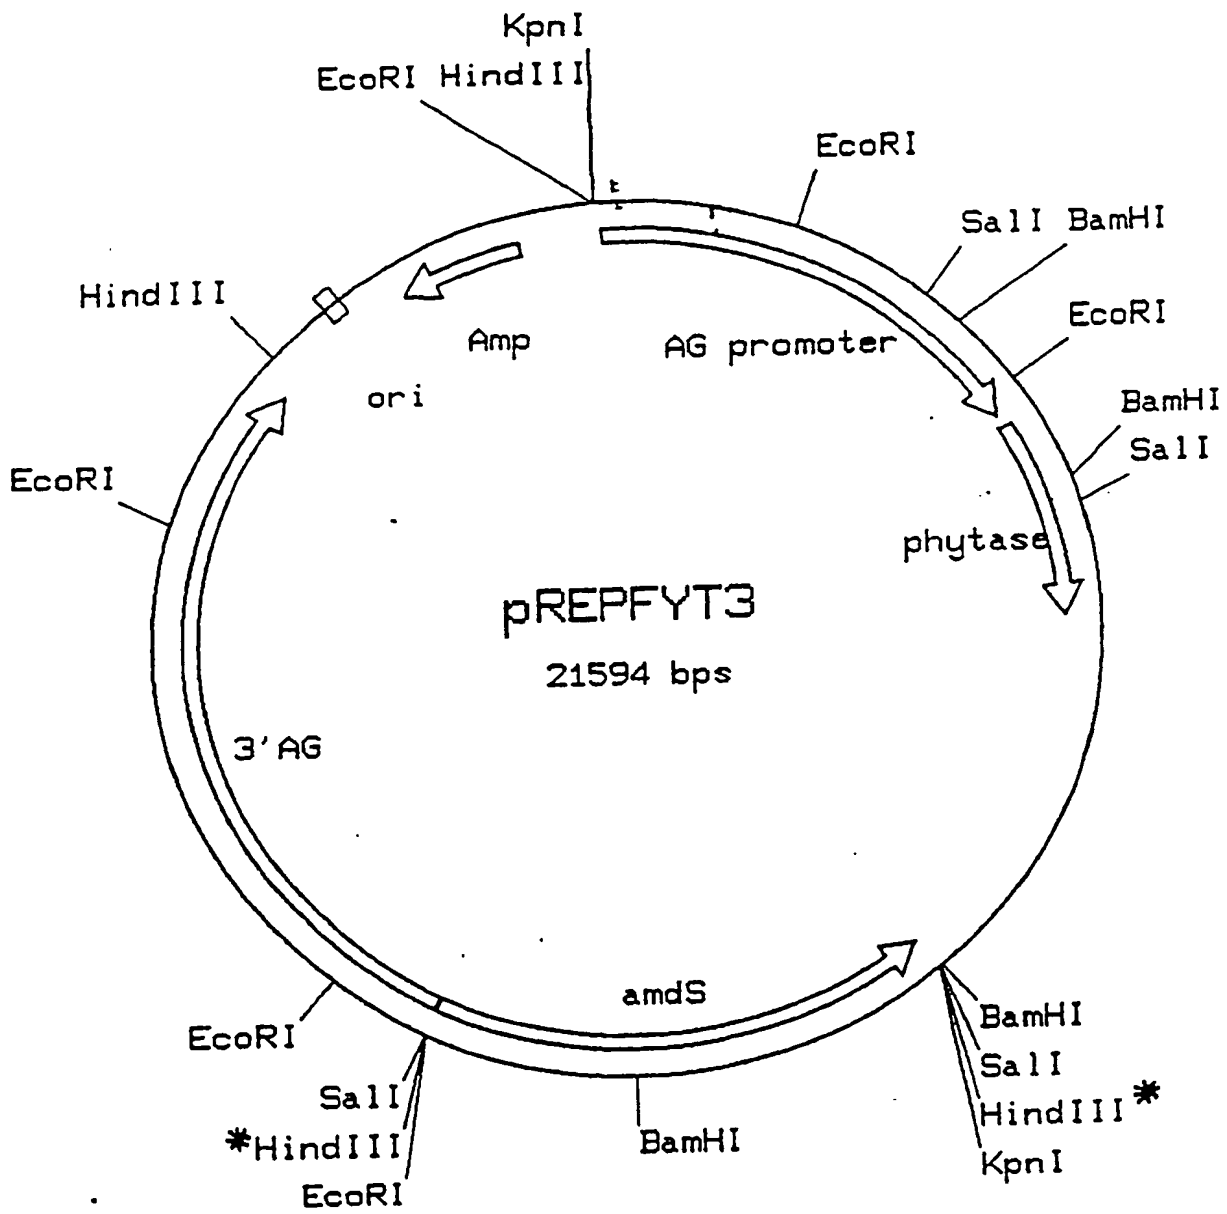 KpnI
EcoRI HindIII
EcoRI
SalI BamHI
HindIII
EcoRI
Amp
AG promoter
ori
BamHI
SalI
EcoRI
phytase
pREPFYT3
21594 bps
3'AG
amdS
BamHI
EcoRI
SalI
SalI
*HindIII
HindIII*
BamHI
KpnI
EcoRI